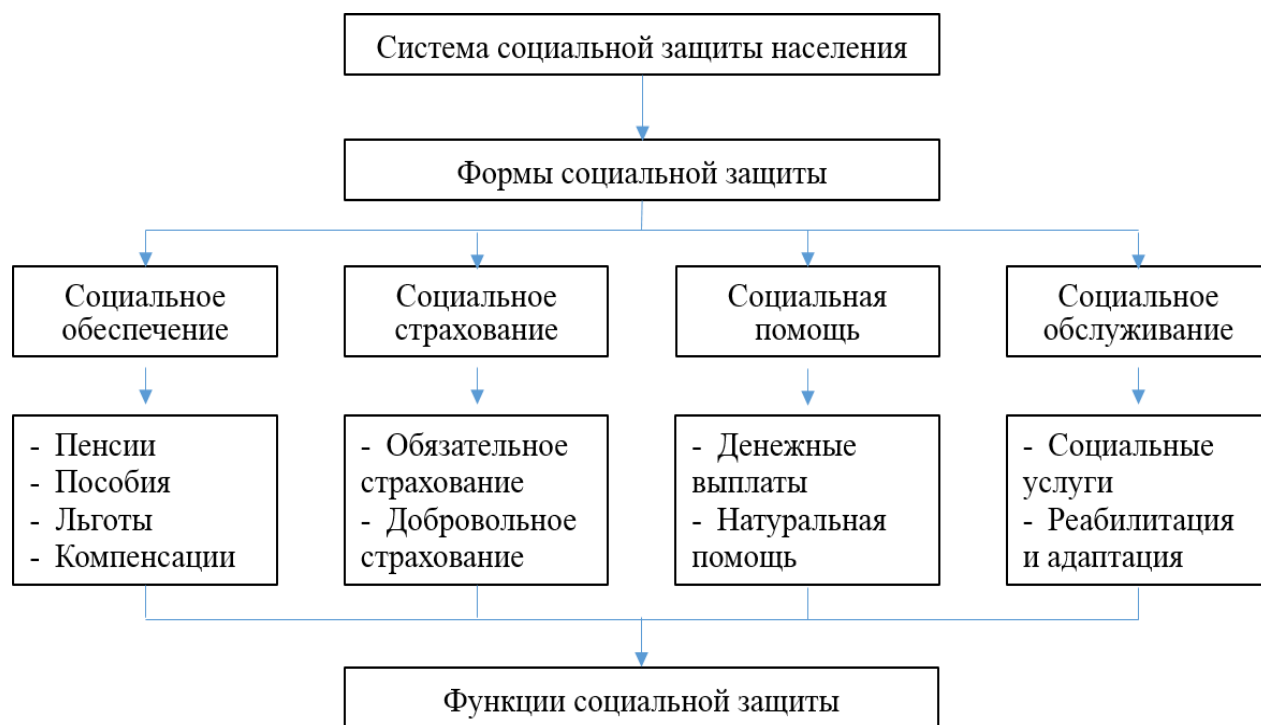 Система социальной защиты населения
Формы социальной защиты
Социальное
обеспечение
Социальное
страхование
Социальная
помощь
Социальное
обслуживание
- Пенсии
- Пособия
- Льготы
- Компенсации
- Обязательное
страхование
- Добровольное
страхование
- Денежные
выплаты
- Натуральная
помощь
- Социальные
услуги
- Реабилитация
и адаптация
Функции социальной защиты